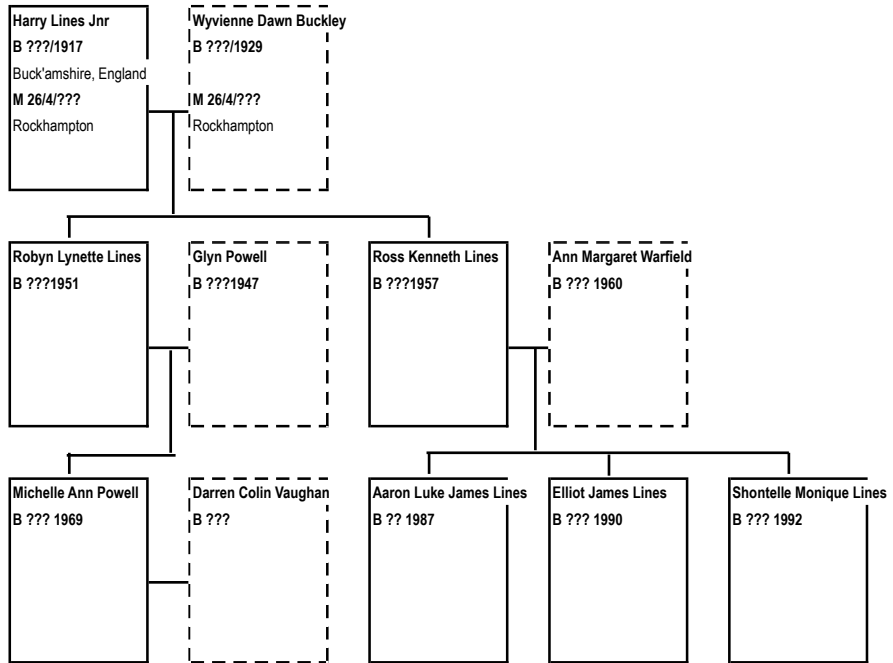 Harry Lines Jnr
B ???/1917
Buck'amshire, England
M 26/4/???
Rockhampton
Wyvienne Dawn Buckley
B ???/1929
M 26/4/???
Rockhampton
Robyn Lynette Lines
B ???1951
Glyn Powell
B ???1947
Ross Kenneth Lines
B ???1957
Ann Margaret Warfield
B ??? 1960
Michelle Ann Powell
B ??? 1969
Darren Colin Vaughan
B ???
Aaron Luke James Lines
B ?? 1987
Elliot James Lines
B ??? 1990
Shontelle Monique Lines
B ??? 1992